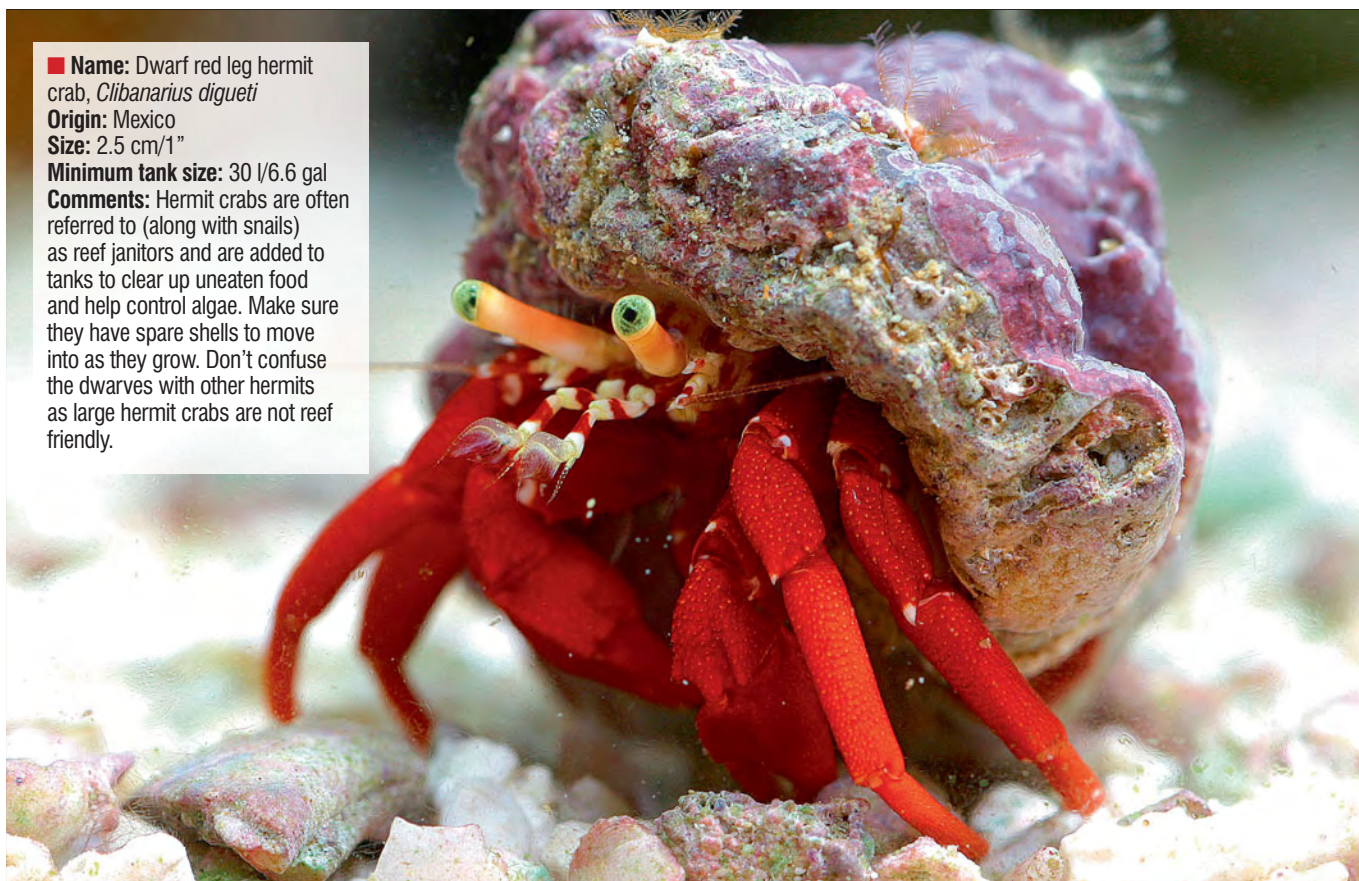 Name: Dwarf red leg hermit
crab, Clibanarius digueti
Origin: Mexico
Size: 2.5 cm/1”
Minimum tank size: 30 l/6.6 gal
Comments: Hermit crabs are often
referred to (along with snails)
as reef janitors and are added to
tanks to clear up uneaten food
and help control algae. Make sure
they have spare shells to move
into as they grow. Don’t confuse
the dwarves with other hermits
as large hermit crabs are not reef
friendly.